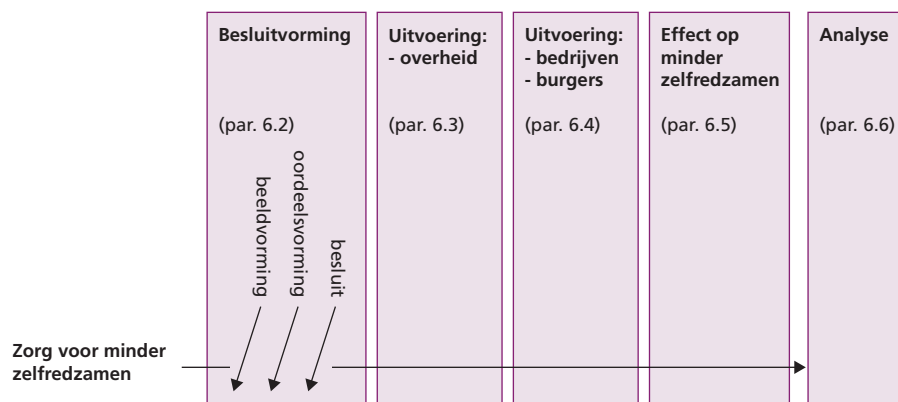 Besluitvorming
(par. 6.2)
beeldvorming
oordeelsvorming
besluit
Uitvoering:
- overheid
(par. 6.3)
Uitvoering:
- bedrijven
- burgers
(par. 6.4)
Effect op
minder
zelfredzamen
(par. 6.5)
Analyse
(par. 6.6)
Zorg voor minder
zelfredzamen